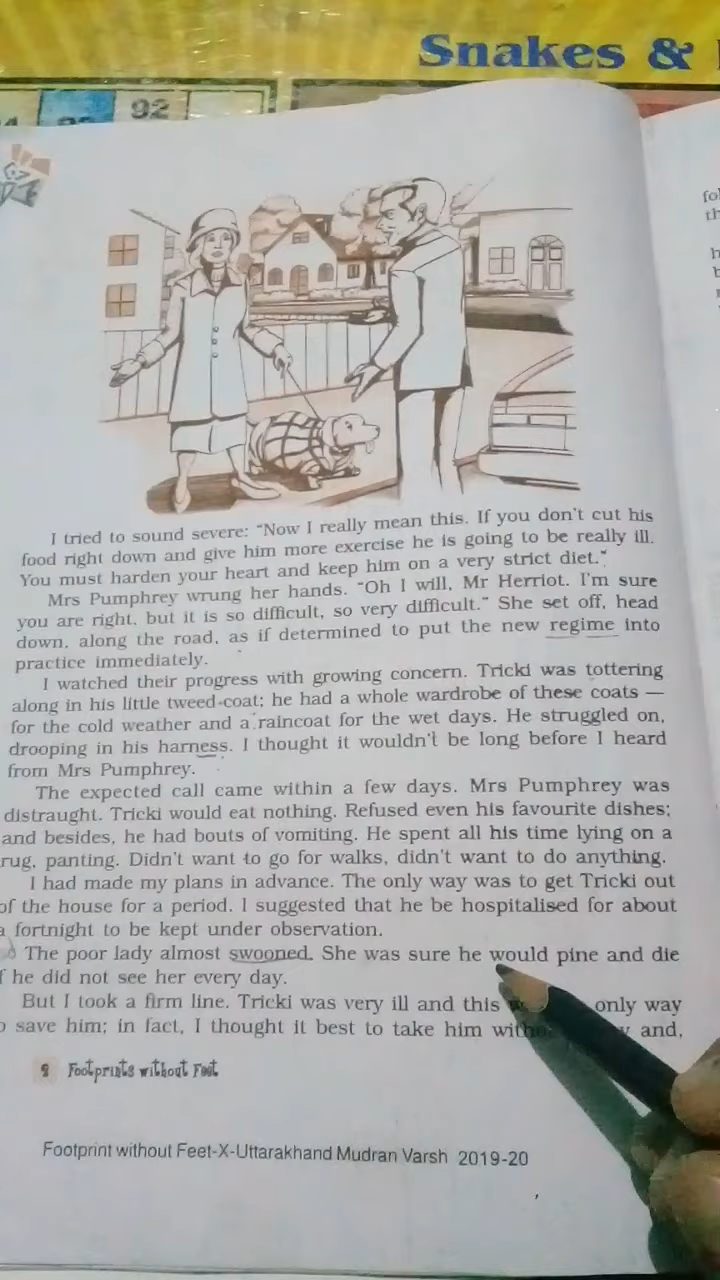 Snakes &
92
I tried to sound severe: "Now I really mean this. If you don't cut his
food right down and give him more exercise he is going to be really ill.
You must harden your heart and keep him on a very strict diet."
Mrs Pumphrey wrung her hands. "Oh I will, Mr Herriot. I'm sure
you are right, but it is so difficult, so very difficult." She set off, head
down, along the road, as if determined to put the new regime into
practice immediately.
I watched their progress with growing concern. Tricki was tottering
along in his little tweed-coat; he had a whole wardrobe of these coats —
for the cold weather and a raincoat for the wet days. He struggled on,
drooping in his harness. I thought it wouldn't be long before I heard
from Mrs Pumphrey.
The expected call came within a few days. Mrs Pumphrey was
distraught. Tricki would eat nothing. Refused even his favourite dishes;
and besides, he had bouts of vomiting. He spent all his time lying on a
rug, panting. Didn't want to go for walks, didn't want to do anything.
I had made my plans in advance. The only way was to get Tricki out
of the house for a period. I suggested that he be hospitalised for about
a fortnight to be kept under observation.
The poor lady almost swooned. She was sure he would pine and die
he did not see her every day.
But I took a firm line. Tricki was very ill and this only way
save him; in fact, I thought it best to take him and,
Footprints without Feet
Footprint without Feet-X-Uttarakhand Mudran Varsh 2019-20